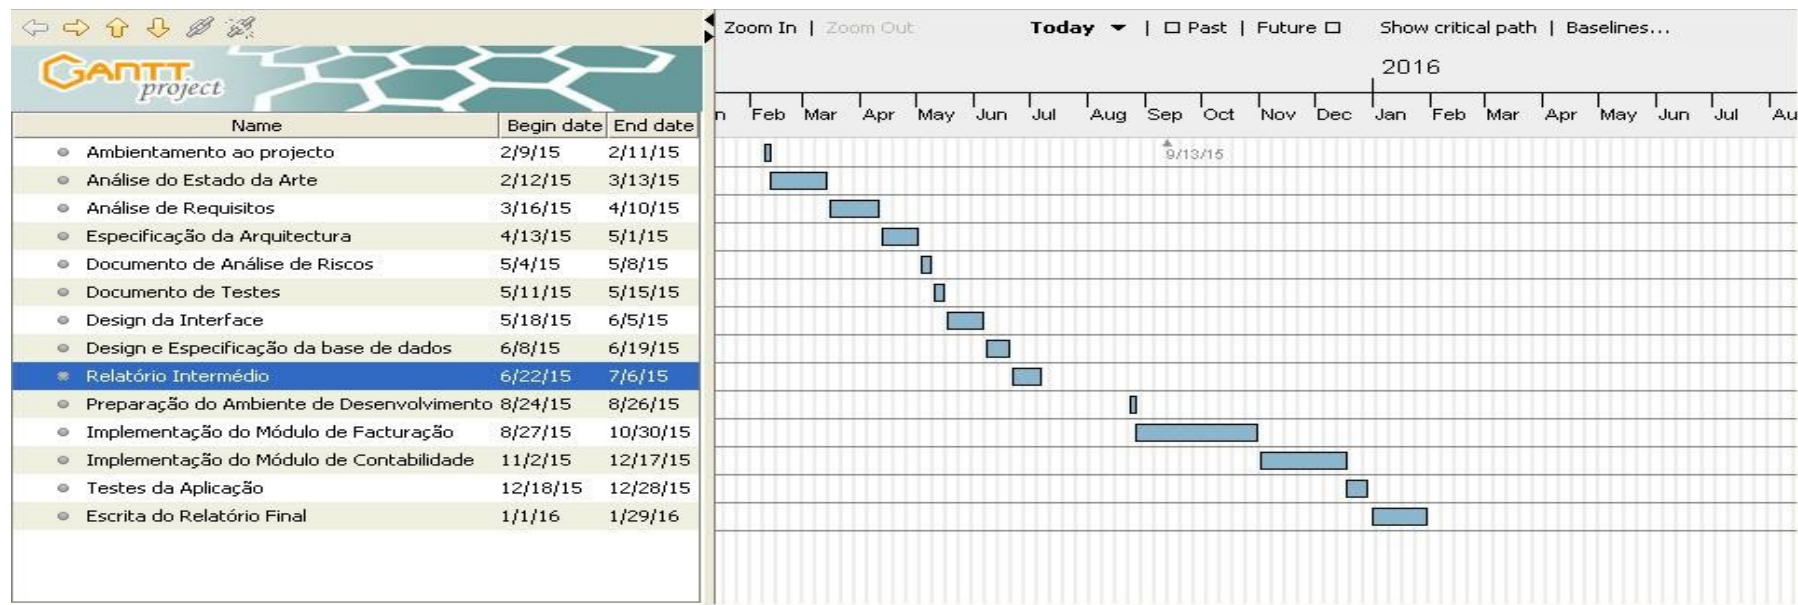 Zoom In | Zoom Out Today | Past | Future Show critical path | Baselines...
GANTT
project
2016
Name Begin date End date
n Feb Mar Apr May Jun Jul Aug Sep Oct Nov Dec Jan Feb Mar Apr May Jun Jul Au
Ambientamento ao projecto 2/9/15 2/11/15
9/13/15
Análise do Estado da Arte 2/12/15 3/13/15
Análise de Requisitos 3/16/15 4/10/15
Especificação da Arquitectura 4/13/15 5/1/15
Documento de Análise de Riscos 5/4/15 5/8/15
Documento de Testes 5/11/15 5/15/15
Design da Interface 5/18/15 6/5/15
Design e Especificação da base de dados 6/8/15 6/19/15
Relatório Intermédio 6/22/15 7/6/15
Preparação do Ambiente de Desenvolvimento 8/24/15 8/26/15
Implementação do Módulo de Facturação 8/27/15 10/30/15
Implementação do Módulo de Contabilidade 11/2/15 12/17/15
Testes da Aplicação 12/18/15 12/28/15
Escrita do Relatório Final 1/1/16 1/29/16